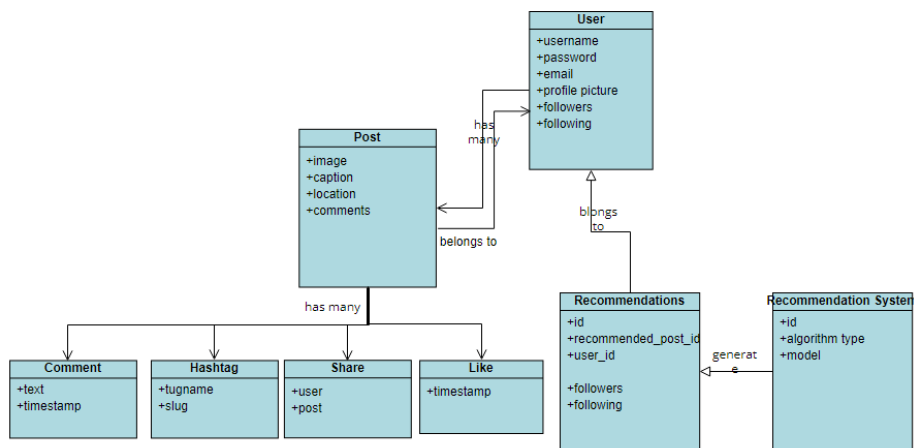 User
+username
+password
+email
+profile picture
+followers
+following
has
many
Post
+image
+caption
+location
+comments
belongs to
blongs
to
has many
Comment
+text
+timestamp
Hashtag
+tugname
+slug
Share
+user
+post
Like
+timestamp
Recommendations
+id
+recommended_post_id
+user_id
+followers
+following
generat
e
Recommendation System
+id
+algorithm type
+model